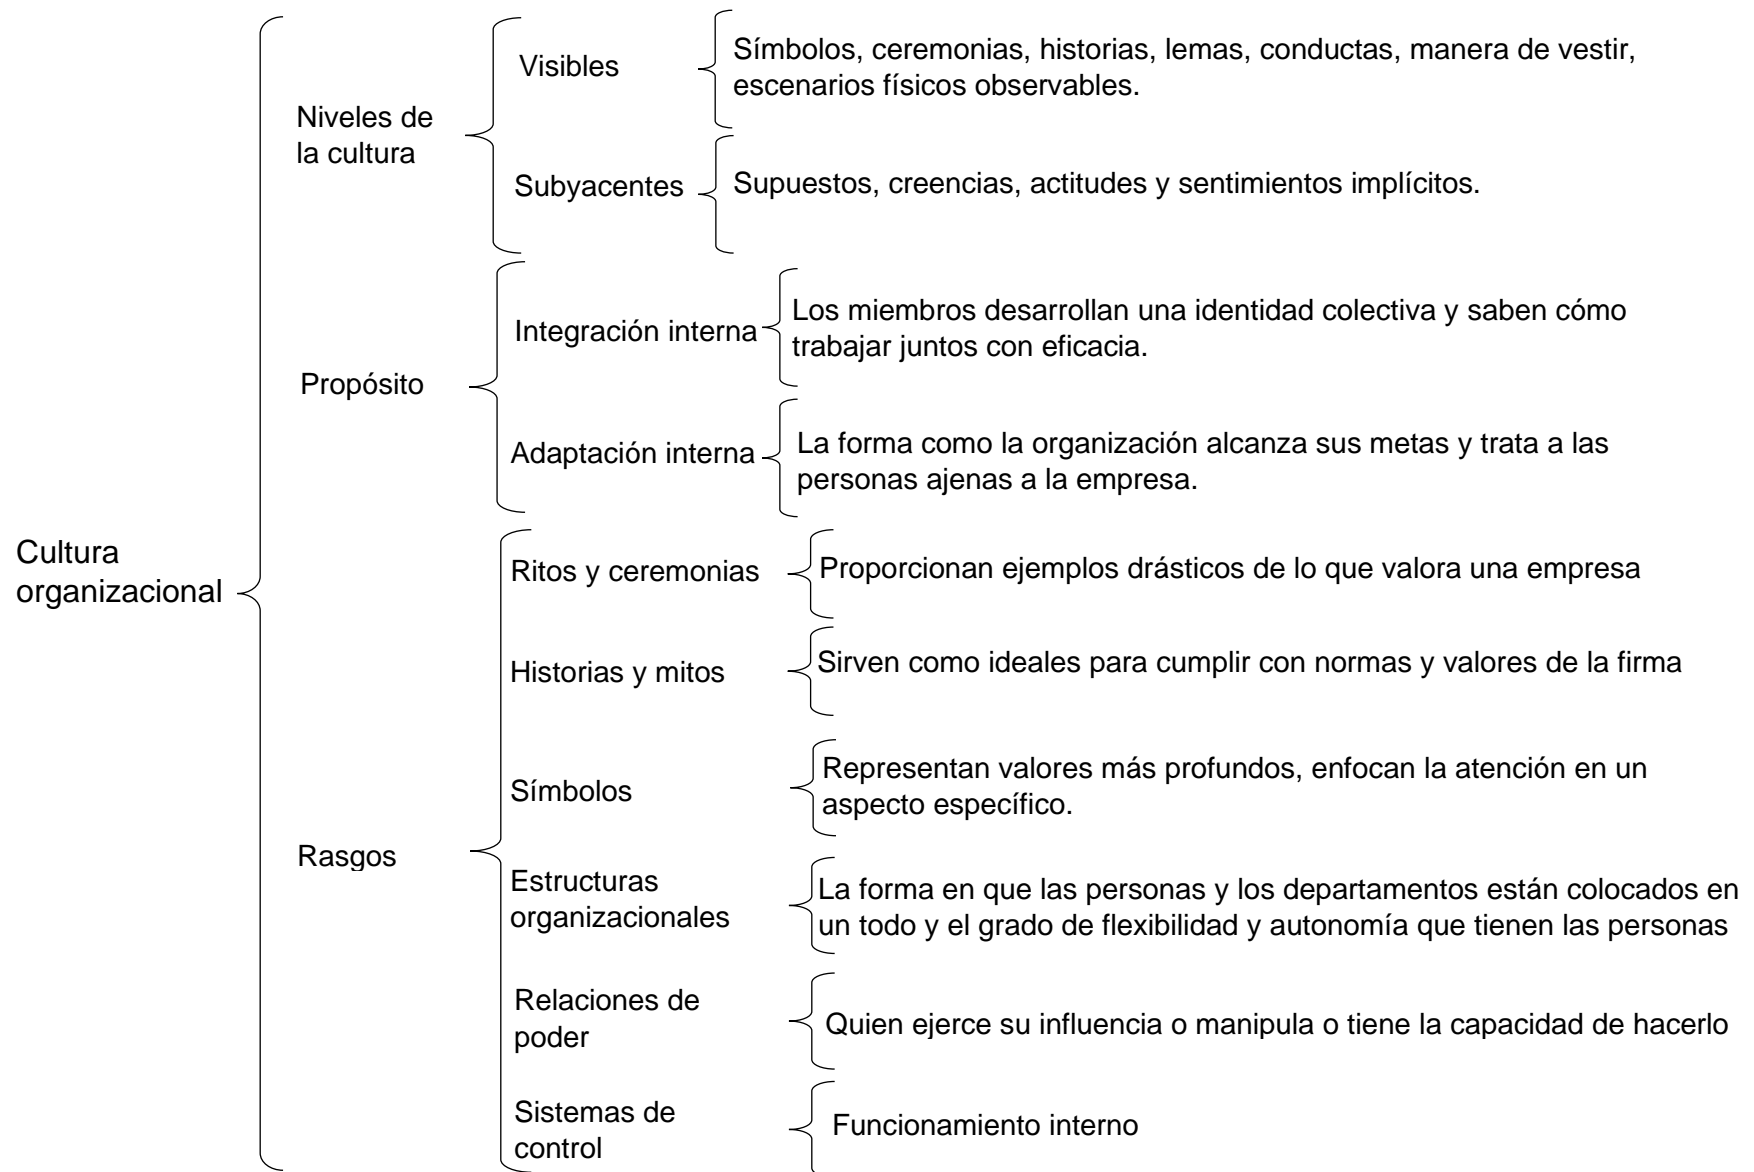 Cultura
organizacional
Niveles de
la cultura
Visibles
Símbolos, ceremonias, historias, lemas, conductas, manera de vestir,
escenarios físicos observables.
Subyacentes
Supuestos, creencias, actitudes y sentimientos implícitos.
Propósito
Integración interna
Los miembros desarrollan una identidad colectiva y saben cómo
trabajar juntos con eficacia.
Adaptación interna
La forma como la organización alcanza sus metas y trata a las
personas ajenas a la empresa.
Rasgos
Ritos y ceremonias
Proporcionan ejemplos drásticos de lo que valora una empresa
Historias y mitos
Sirven como ideales para cumplir con normas y valores de la firma
Símbolos
Representan valores más profundos, enfocan la atención en un
aspecto específico.
Estructuras
organizacionales
La forma en que las personas y los departamentos están colocados en
un todo y el grado de flexibilidad y autonomía que tienen las personas
Relaciones de
poder
Quien ejerce su influencia o manipula o tiene la capacidad de hacerlo
Sistemas de
control
Funcionamiento interno